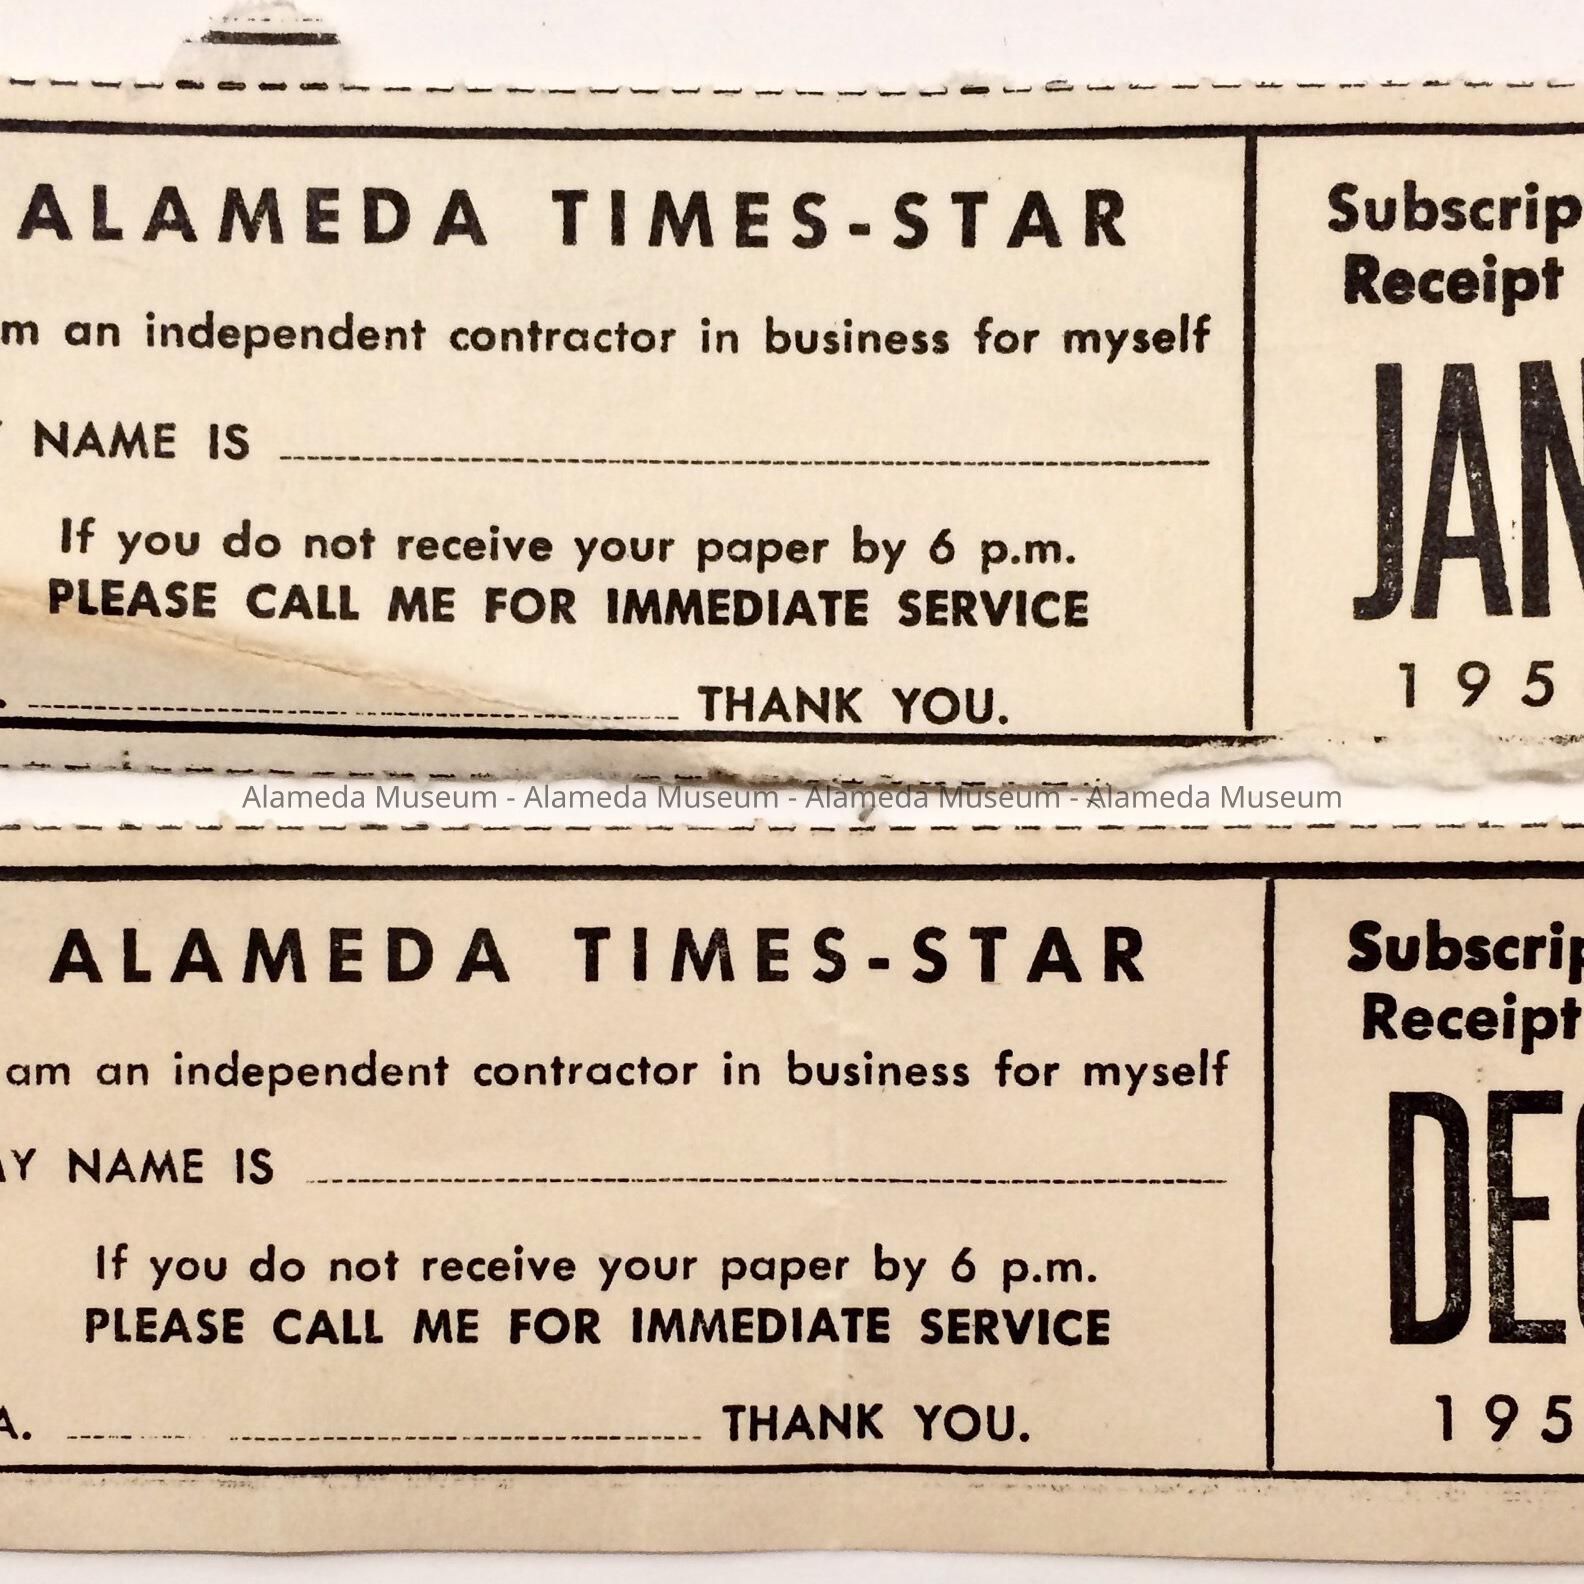 ALAMEDA TIMES-STAR
m an independent contractor in business for myself
NAME IS
If you do not receive your paper by 6 p.m.
PLEASE CALL ME FOR IMMEDIATE SERVICE
THANK YOU.
Subscrip
Receipt
JAN
195
Alameda Museum - Alameda Museum - Alameda Museum - Alameda Museum
ALAMEDA TIMES-STAR
am an independent contractor in business for myself
MY NAME IS
If you do not receive your paper by 6 p.m.
PLEASE CALL ME FOR IMMEDIATE SERVICE
A. THANK YOU.
Subscrip
Receipt
DEC
195